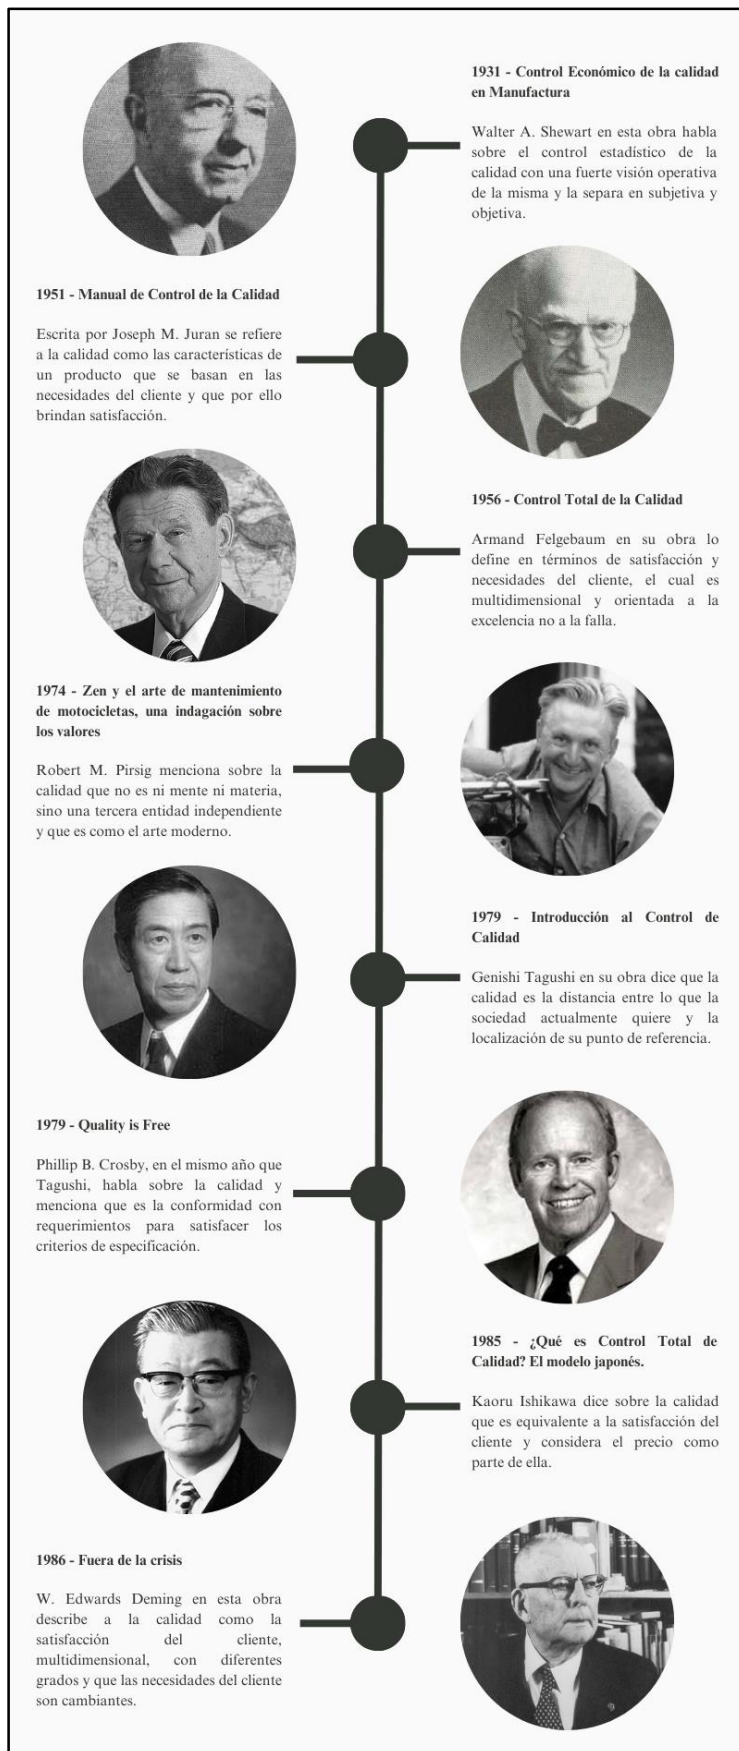 1931 - Control Económico de la calidad
en Manufactura
Walter A. Shewart en esta obra habla
sobre el control estadístico de la
calidad con una fuerte visión operativa
de la misma y la separa en subjetiva y
objetiva.
1951 - Manual de Control de la Calidad
Escrita por Joseph M. Juran se refiere
a la calidad como las características de
un producto que se basan en las
necesidades del cliente y que por ello
brindan satisfacción.
1956 - Control Total de la Calidad
Armand Felgebaum en su obra lo
define en términos de satisfacción y
necesidades del cliente, el cual es
multidimensional y orientada a la
excelencia no a la falla.
1974 - Zen y el arte de mantenimiento
de motocicletas, una indagación sobre
los valores
Robert M. Pirsig menciona sobre la
calidad que no es ni mente ni materia,
sino una tercera entidad independiente
y que es como el arte moderno.
1979 - Introducción al Control de
Calidad
Genishi Tagushi en su obra dice que la
calidad es la distancia entre lo que la
sociedad actualmente quiere y la
localización de su punto de referencia.
1979 - Quality is Free
Phillip B. Crosby, en el mismo año que
Tagushi, habla sobre la calidad y
menciona que es la conformidad con
requerimientos para satisfacer los
criterios de especificación.
1985 - ¿Qué es Control Total de
Calidad? El modelo japonés.
Kaoru Ishikawa dice sobre la calidad
que es equivalente a la satisfacción del
cliente y considera el precio como
parte de ella.
1986 - Fuera de la crisis
W. Edwards Deming en esta obra
describe a la calidad como la
satisfacción del cliente,
multidimensional, con diferentes
grados y que las necesidades del cliente
son cambiantes.